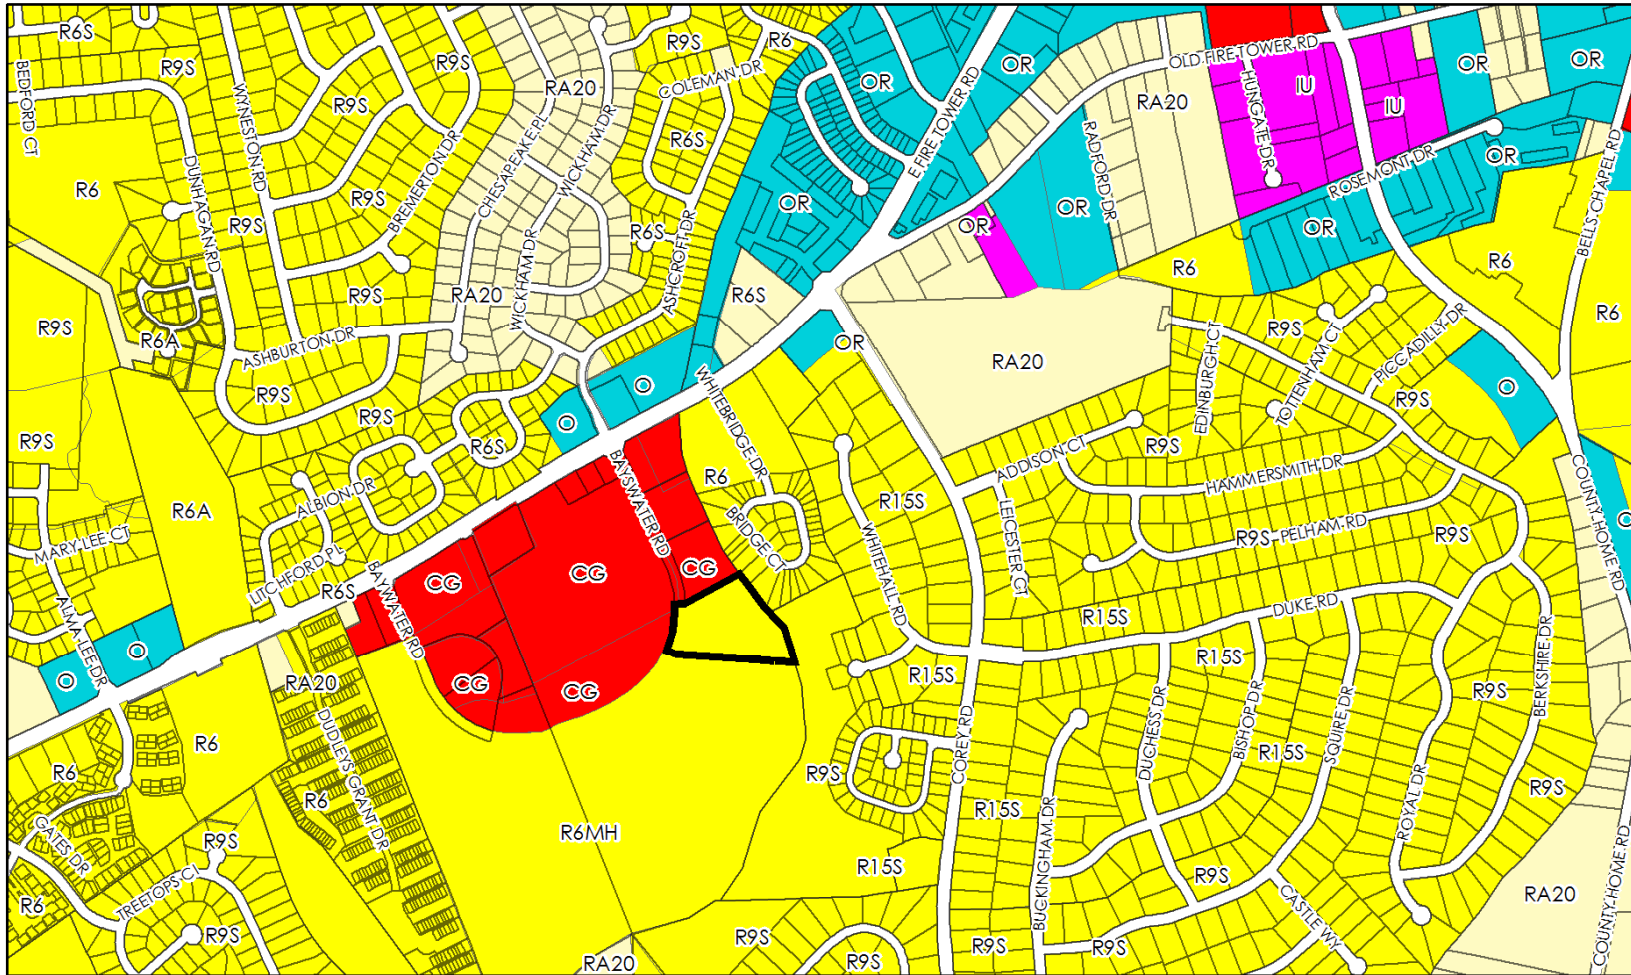 R6S
R9S
R6
OLD FIRE TOWER RD
BEDFORD CT
R9S
WYNESTON RD
R9S
R9S
RA20
COLEMAN DR
OR
OR
RA20
HUNGATE DR
IU
IU
OR
OR
R6
DUNHAGAN RD
R9S
BREMERTON DR
CHESAPEAKE PL
WICKHAM DR
R6S
E FIRE TOWER RD
RADFORD DR
ROSEMONT DR
OR
BELLS CHAPEL RD
R9S
R9S
WICKHAM DR
R6S
ASHCROFT DR
OR
OR
OR
OR
R6
R6
R9S
R9S
RA20
R6S
R6A
ASHBURTON DR
OR
RA20
EDINBURGH CT
R9S
TOTTENHAM CT
PICCADILLY DR
R6
R9S
R9S
O
O
WHITEBRIDGE DR
R9S
O
R9S
R6S
BAYSWATER RD
R6
ADDISON CT
R9S
HAMMERSMITH DR
R6A
ALBION DR
R15S
LEICESTER CT
R9S
PELHAM RD
R9S
COUNTY HOME RD
O
MARY LEE CT
LITCHFORD PL
R6S
BAYWATER RD
CG
CG
CG
BRIDGE CT
WHITEHALL RD
ALMA LEE DR
O
O
R15S
DUKE RD
BERKSHIRE DR
RA20
CG
CG
R15S
R15S
R9S
DUDLEYS GRANT DR
COREY RD
DUCHESS DR
BISHOP DR
SQUIRE DR
R15S
R6
R6
R6
R9S
R15S
R9S
ROYAL DR
GATES DR
R9S
R6MH
R15S
BUCKINGHAM DR
R9S
CASTLE WY
RA20
COUNTY HOME RD
R6
TREETOPS CI
R9S
RA20
R9S
R9S
R9S
R9S